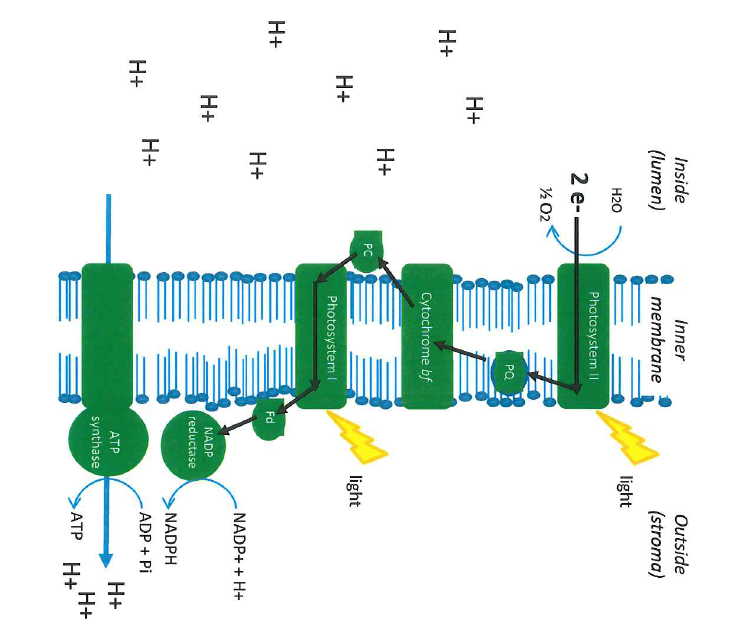 Inside
(lumen)
Inner
membrane
Outside
(stroma)
H2O
light
Photosystem II
2 e-
½ O2
PQ
H+
H+
Cytochrome bf
H+
PC
light
H+
Photosystem I
H+
Fd
H+
NADP+ + H+
H+
NADP
reductase
NADPH
H+
ADP + Pi
H+
ATP
synthase
H+
H+
ATP
H+